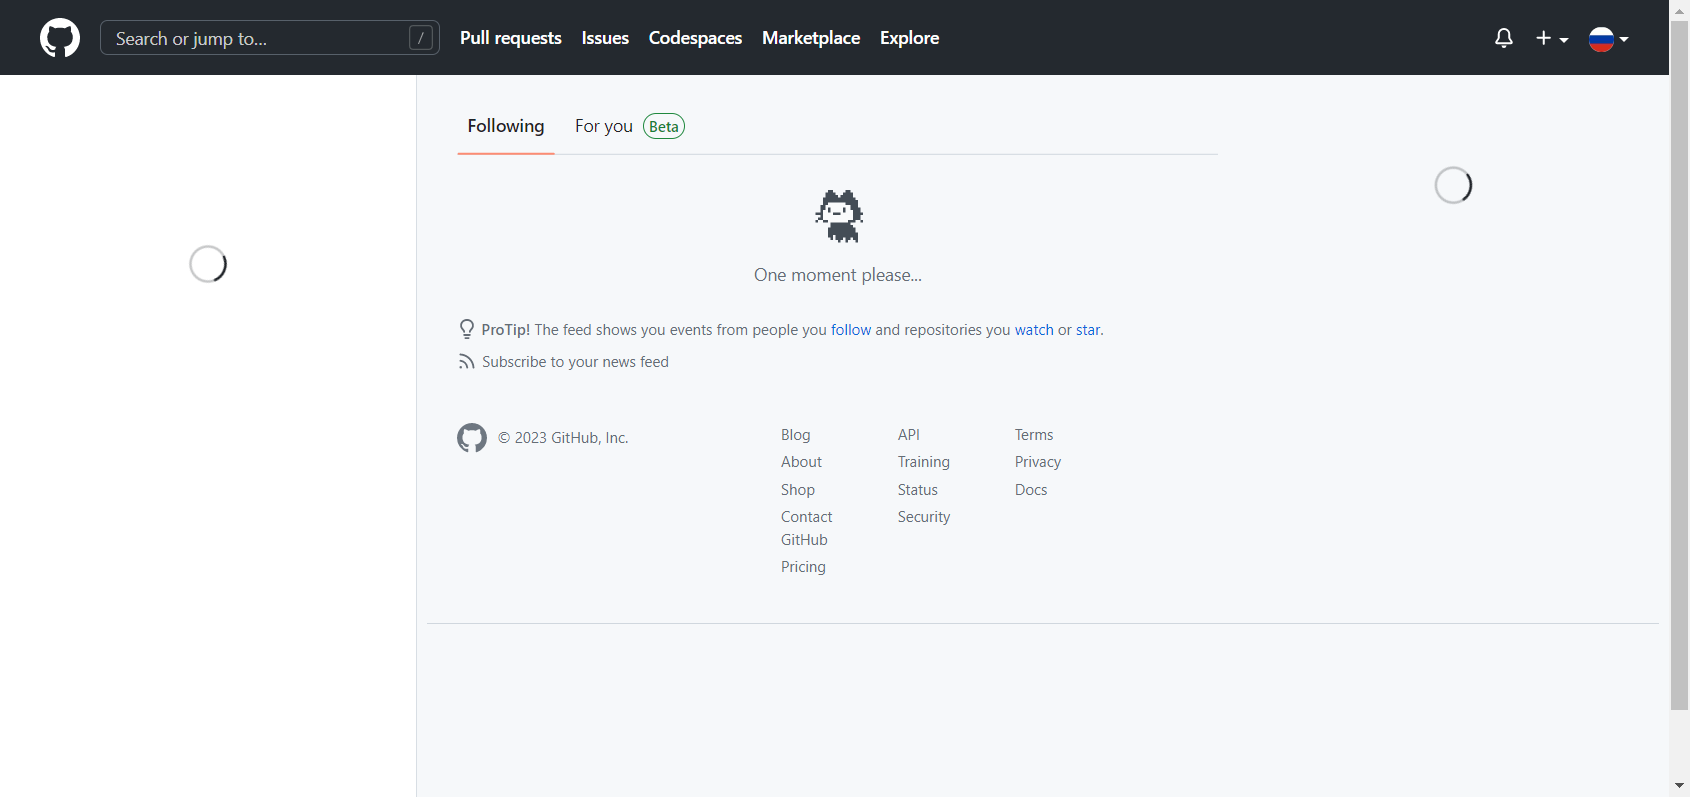 Search or jump to... /
Pull requests Issues Codespaces Marketplace Explore
Following For you Beta
One moment please...
ProTip! The feed shows you events from people you follow and repositories you watch or star.
Subscribe to your news feed
© 2023 GitHub, Inc.
Blog
About
Shop
Contact
GitHub
Pricing
API
Training
Status
Security
Terms
Privacy
Docs